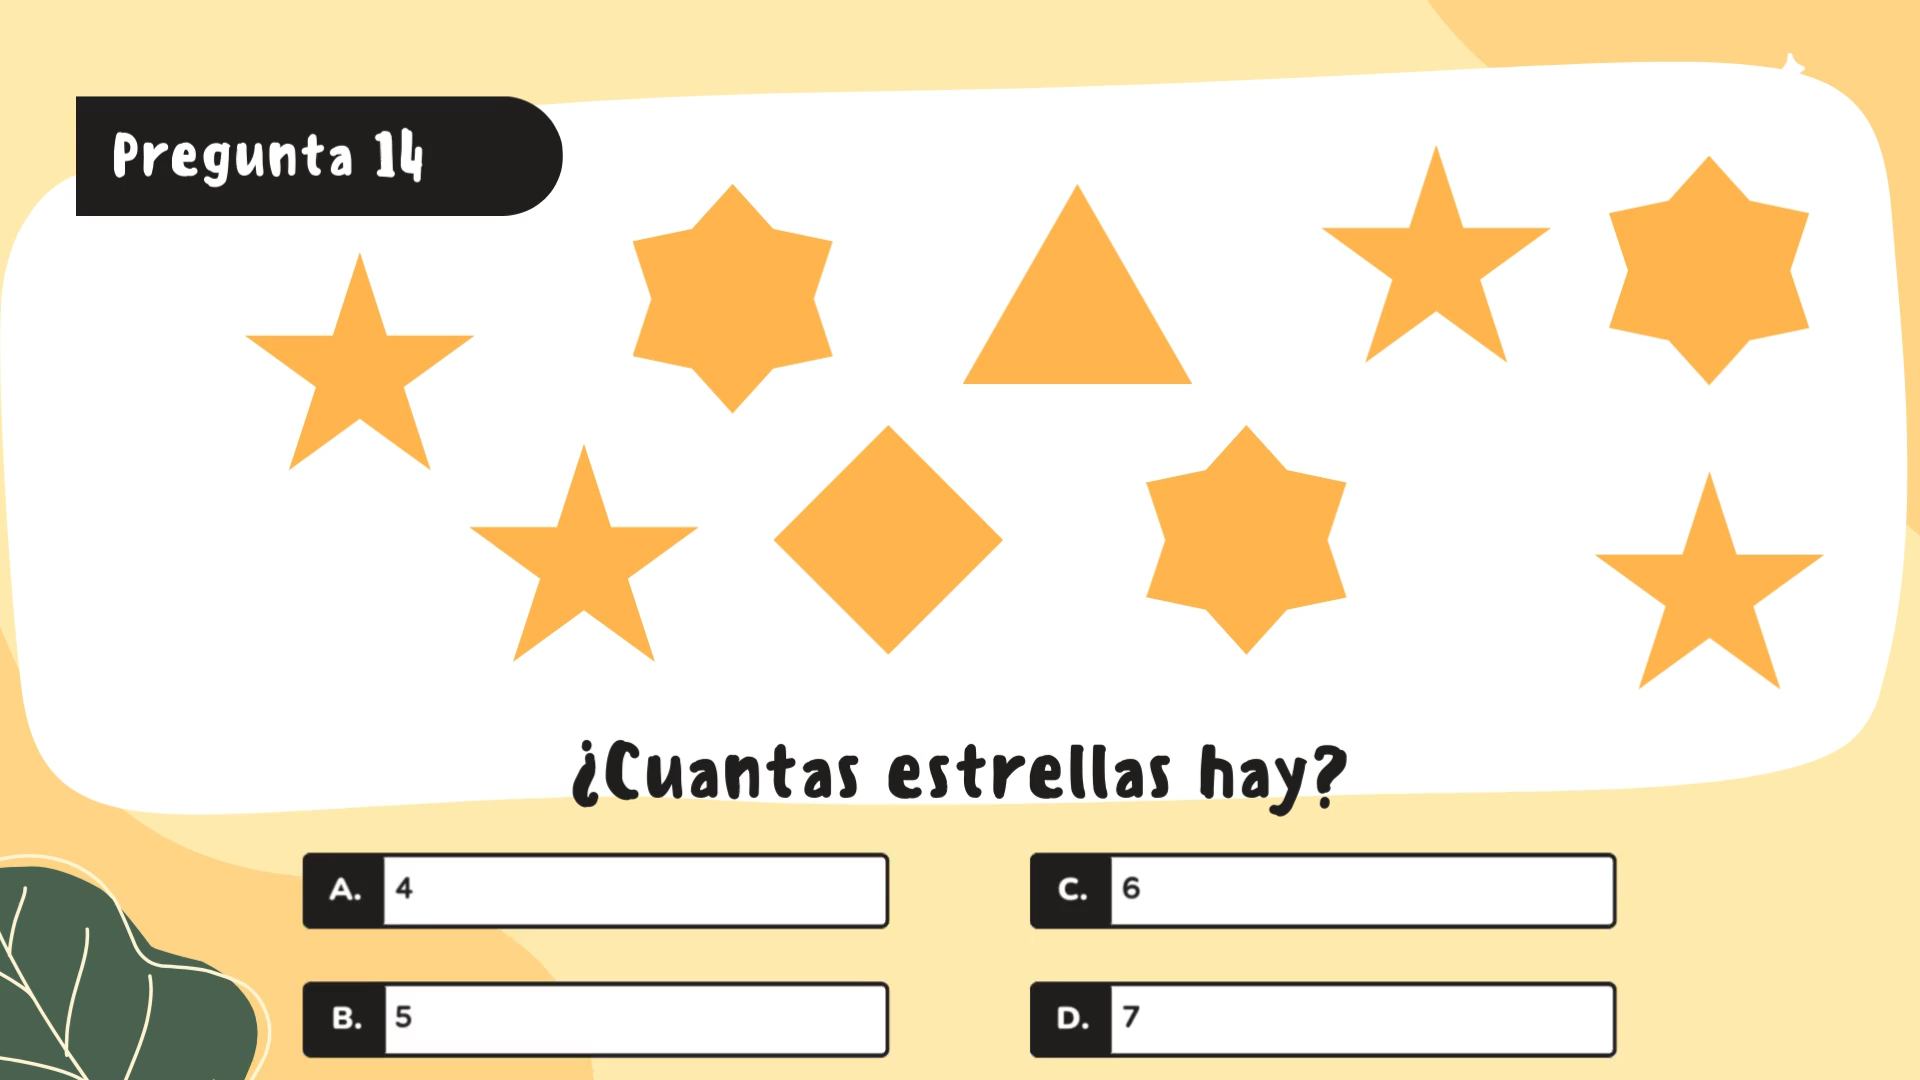 Pregunta 14
¿Cuantas estrellas hay?
A. 4
C. 6
B. 5
D. 7